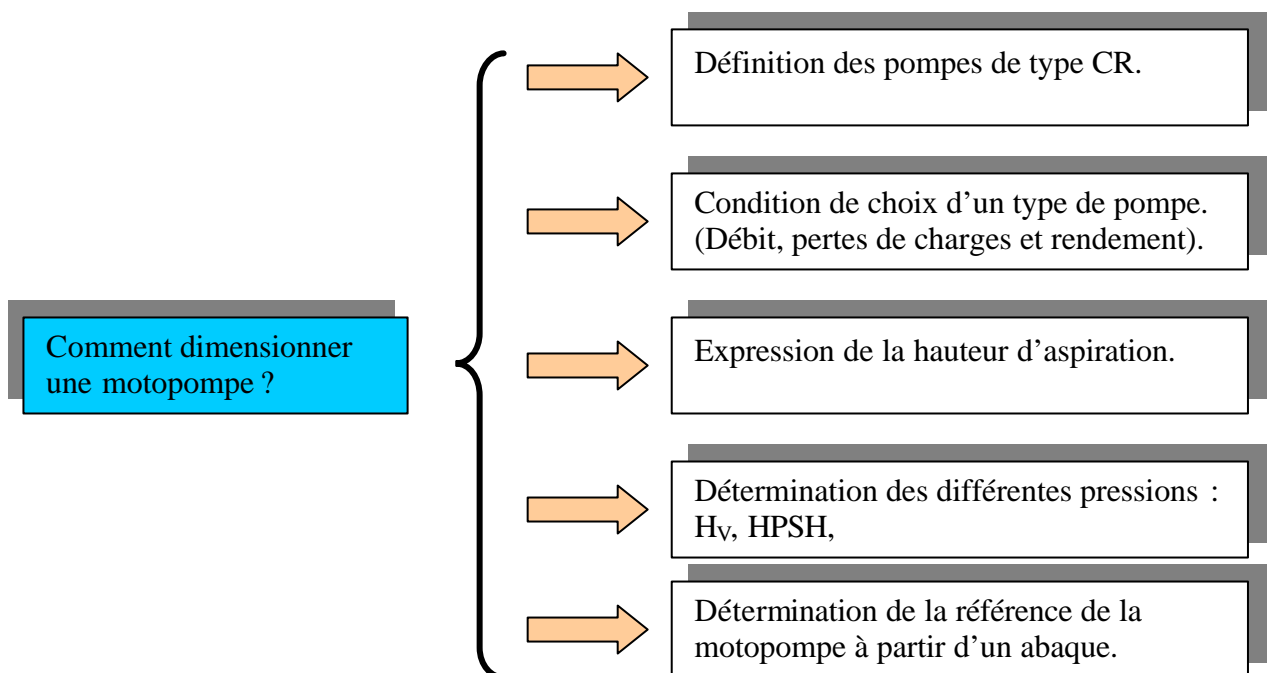 Définition des pompes de type CR.
Condition de choix d’un type de pompe.
(Débit, pertes de charges et rendement).
Comment dimensionner
une motopompe ?
Expression de la hauteur d’aspiration.
Détermination des différentes pressions :
HV, HPSH,
Détermination de la référence de la
motopompe à partir d’un abaque.